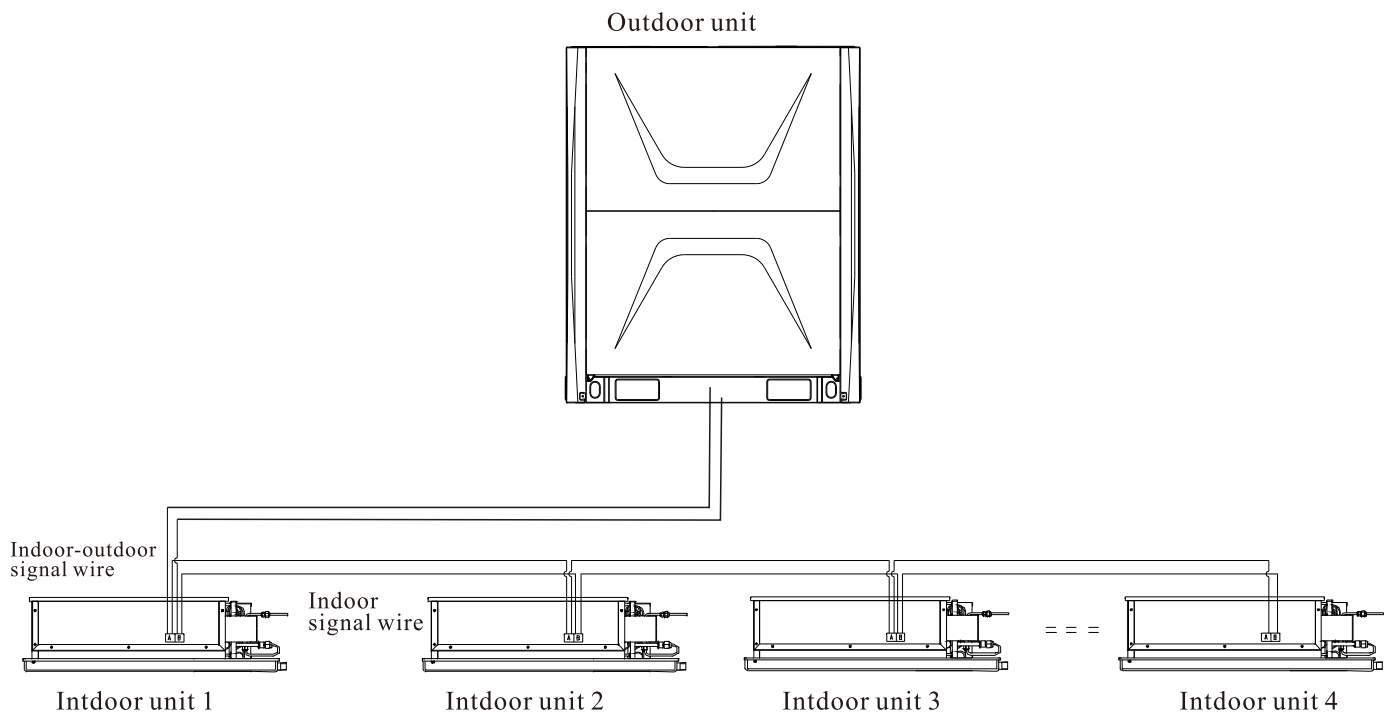 Outdoor unit
Indoor-outdoor
signal wire
Indoor
signal wire
A B
A B
A B
A B
= = =
Intdoor unit 1
Intdoor unit 2
Intdoor unit 3
Intdoor unit 4